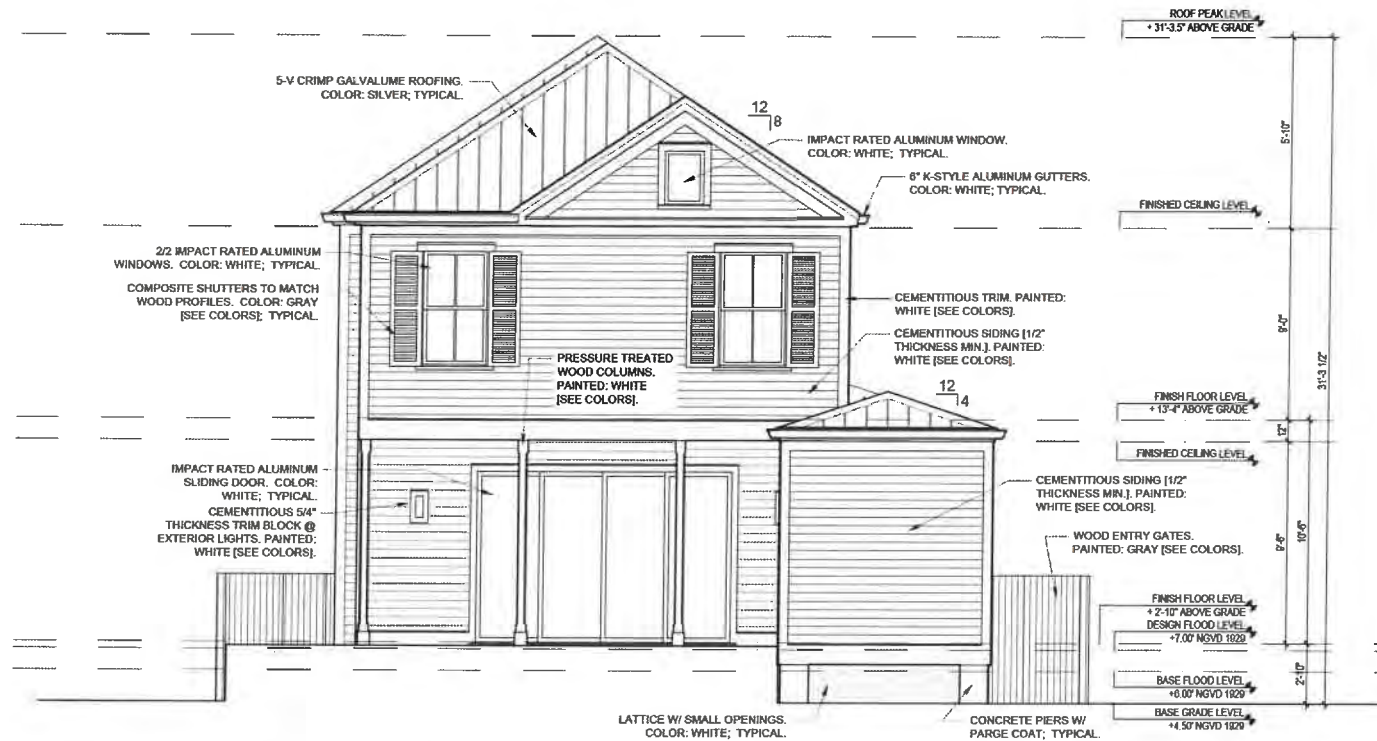 ROOF PEAK LEVEL
+ 31'-3.5" ABOVE GRADE
5-V CRIMP GALVALUME ROOFING.
COLOR: SILVER; TYPICAL.
12
8
IMPACT RATED ALUMINUM WINDOW.
COLOR: WHITE; TYPICAL.
6" K-STYLE ALUMINUM GUTTERS.
COLOR: WHITE; TYPICAL.
5'-10"
FINISHED CEILING LEVEL
2/2 IMPACT RATED ALUMINUM
WINDOWS. COLOR: WHITE; TYPICAL.
COMPOSITE SHUTTERS TO MATCH
WOOD PROFILES. COLOR: GRAY
[SEE COLORS]; TYPICAL.
CEMENTITIOUS TRIM. PAINTED:
WHITE [SEE COLORS].
CEMENTITIOUS SIDING [1/2"
THICKNESS MIN.]. PAINTED:
WHITE [SEE COLORS].
9'-0"
31'-3 1/2"
PRESSURE TREATED
WOOD COLUMNS.
PAINTED: WHITE
[SEE COLORS].
12
4
FINISH FLOOR LEVEL
+ 13'-4" ABOVE GRADE
12"
FINISHED CEILING LEVEL
IMPACT RATED ALUMINUM
SLIDING DOOR. COLOR:
WHITE; TYPICAL.
CEMENTITIOUS 5/4"
THICKNESS TRIM BLOCK @
EXTERIOR LIGHTS. PAINTED:
WHITE [SEE COLORS].
CEMENTITIOUS SIDING [1/2"
THICKNESS MIN.]. PAINTED:
WHITE [SEE COLORS].
WOOD ENTRY GATES.
PAINTED: GRAY [SEE COLORS].
9'-6"
10'-6"
FINISH FLOOR LEVEL
+ 2'-10" ABOVE GRADE
DESIGN FLOOD LEVEL
+7.00' NGVD 1929
BASE FLOOD LEVEL
+6.00' NGVD 1929
2'-10"
BASE GRADE LEVEL
+4.50' NGVD 1929
LATTICE W/ SMALL OPENINGS.
COLOR: WHITE; TYPICAL.
CONCRETE PIERS W/
PARGE COAT; TYPICAL.